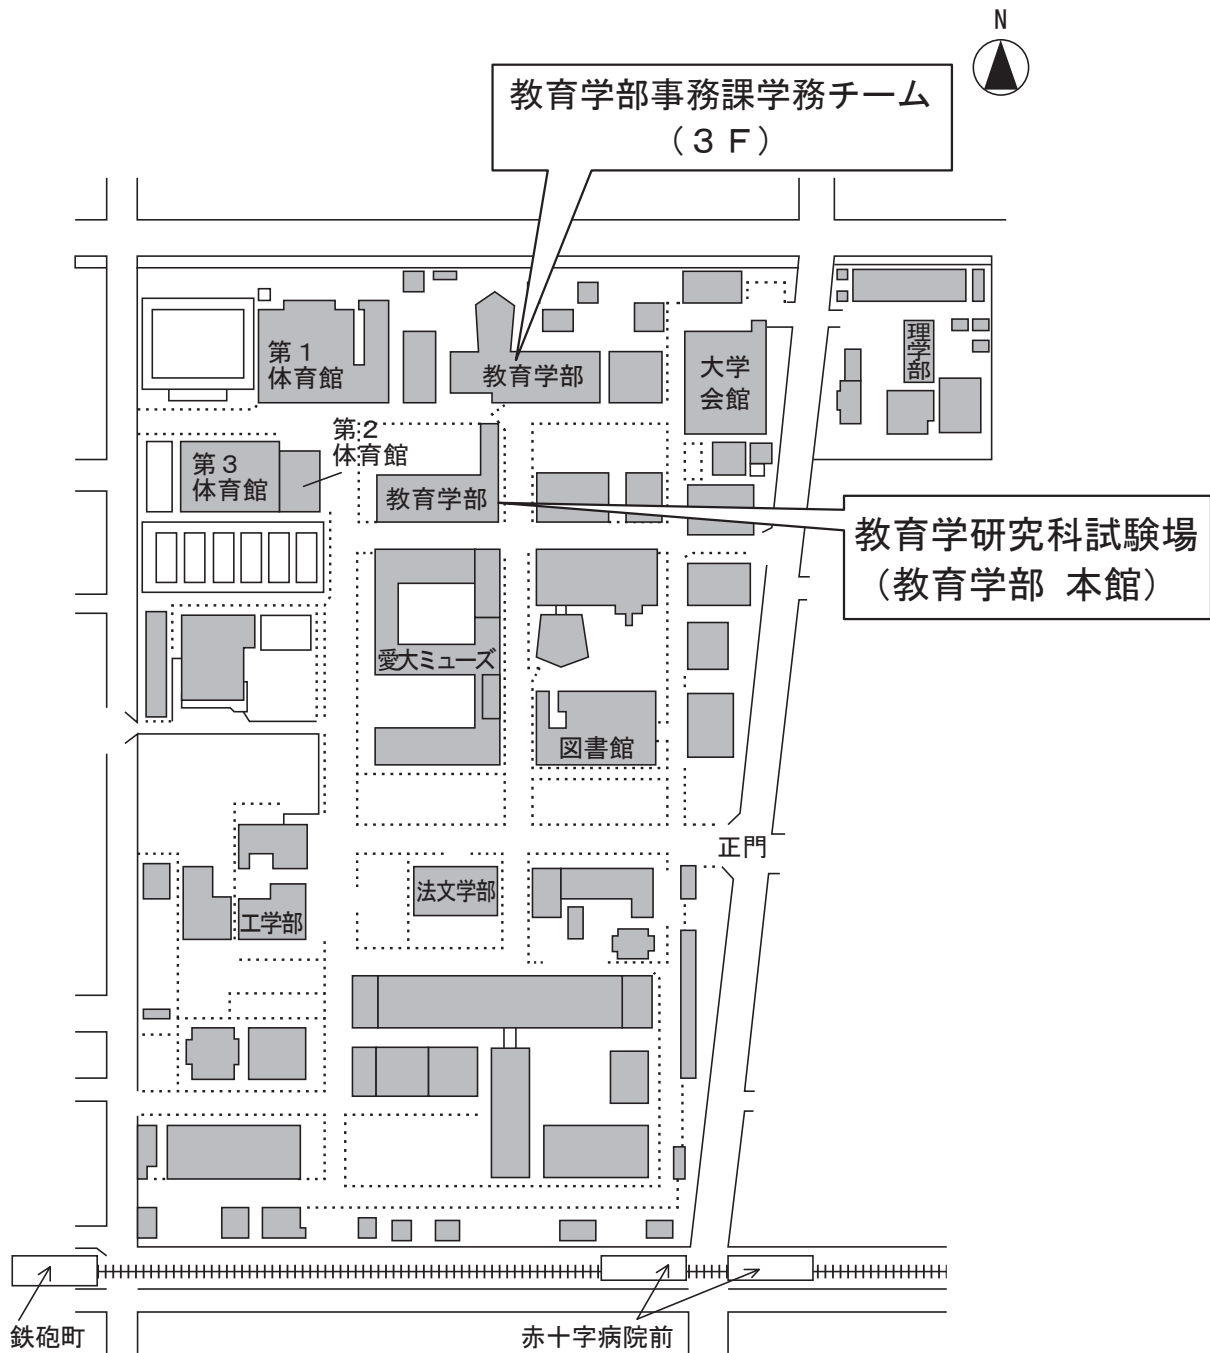 N
教育学部事務課学務チーム
（３Ｆ）
第１
体育館
教育学部
大学
会館
理学部
第２
体育館
第３
体育館
教育学部
教育学研究科試験場
（教育学部 本館）
愛大ミューズ
図書館
正門
法文学部
工学部
鉄砲町
赤十字病院前